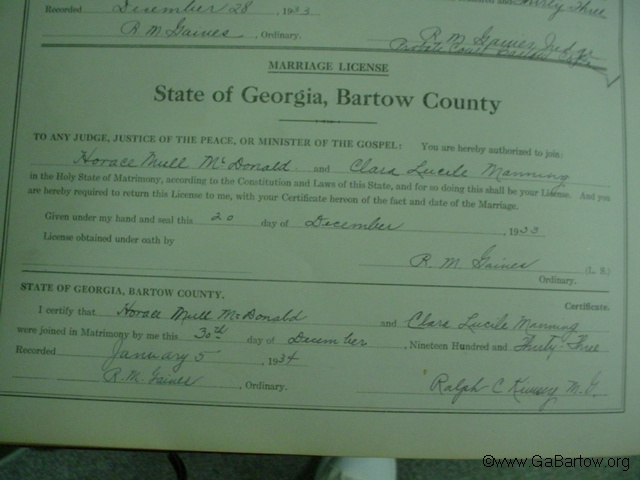 Recorded December 28, 1933 Thirty Three
R M Gaines, Ordinary. R M Gaines Judge
MARRIAGE LICENSE
State of Georgia, Bartow County
TO ANY JUDGE, JUSTICE OF THE PEACE, OR MINISTER OF THE GOSPEL: You are hereby authorized to join:
Horace Mull McDonald and Clara Lucile Manning
in the Holy State of Matrimony, according to the Constitution and Laws of this State, and for so doing this shall be your License. And you
are hereby required to return this License to me, with your Certificate hereon of the fact and date of the Marriage.
Given under my hand and seal this 20 day of December, 1933
License obtained under oath by
R. M Gaines (L. S.)
Ordinary.
STATE OF GEORGIA, BARTOW COUNTY. Certificate.
I certify that Horace Mull McDonald and Clara Lucile Manning
were joined in Matrimony by me this 30th day of December, Nineteen Hundred and Thirty-Three
Recorded January 5, 1934
R.M. Gaines, Ordinary. Ralph C M.G.
©www.GaBartow.org